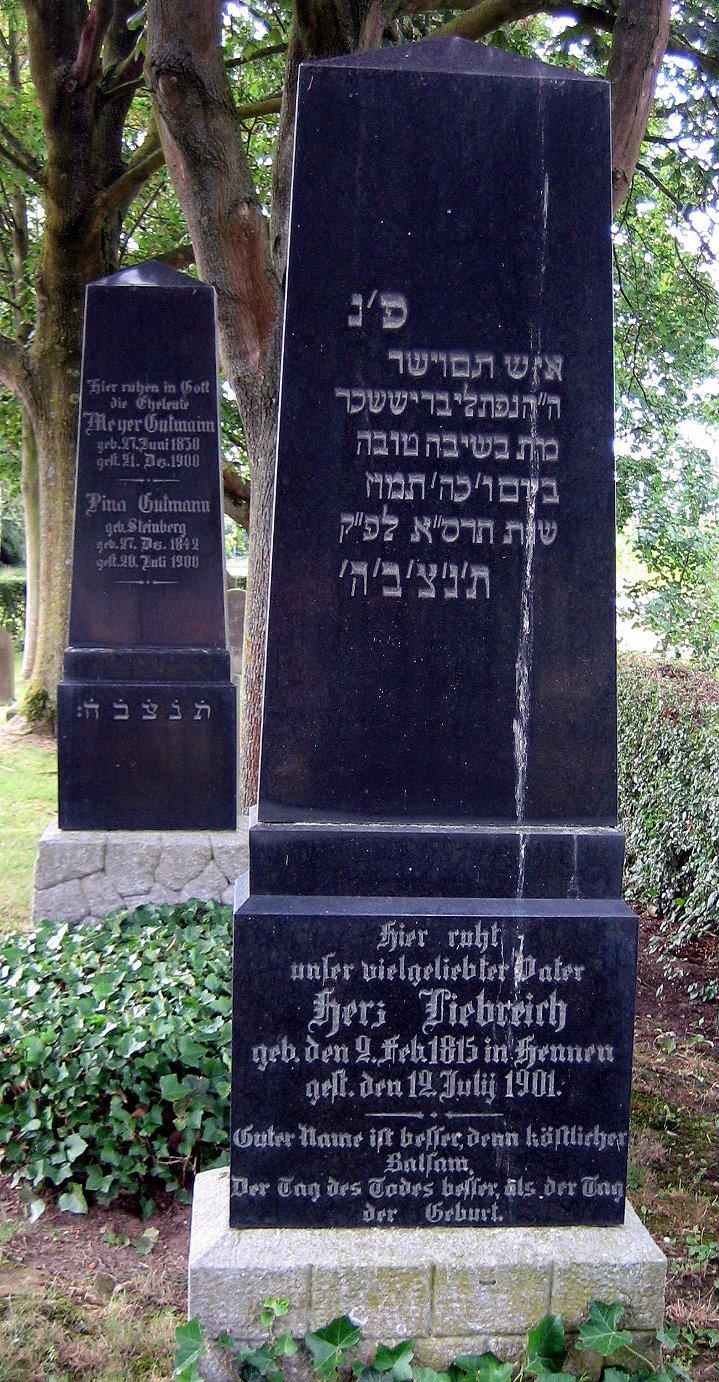 Hier ruhen in Gott
die Eheleute
Meyer Gutmann
geb. 27. Juni 1830
gest. 21. Dez. 1900
Pina Gutmann
geb. Steinberg
geb. 27. Dez. 1842
gest. 20. Juli 1900
ת נ צ ב ה:
פ'נ
איש תם וישר
ה"ה נפתלי בר יששכר
מת בשיבה טובה
ביום ו' כה' תמוז
שנת תרס"א לפ"ק
ת'נ'צ'ב'ה'
Hier ruht
unser vielgeliebter Vater
Herz Liebreich
geb. den 9. Feb. 1815 in Hennen
gest. den 12. Julij 1901.
Guter Name ist besser, denn köstlicher
Balsam,
Der Tag des Todes besser, als der Tag
der Geburt.